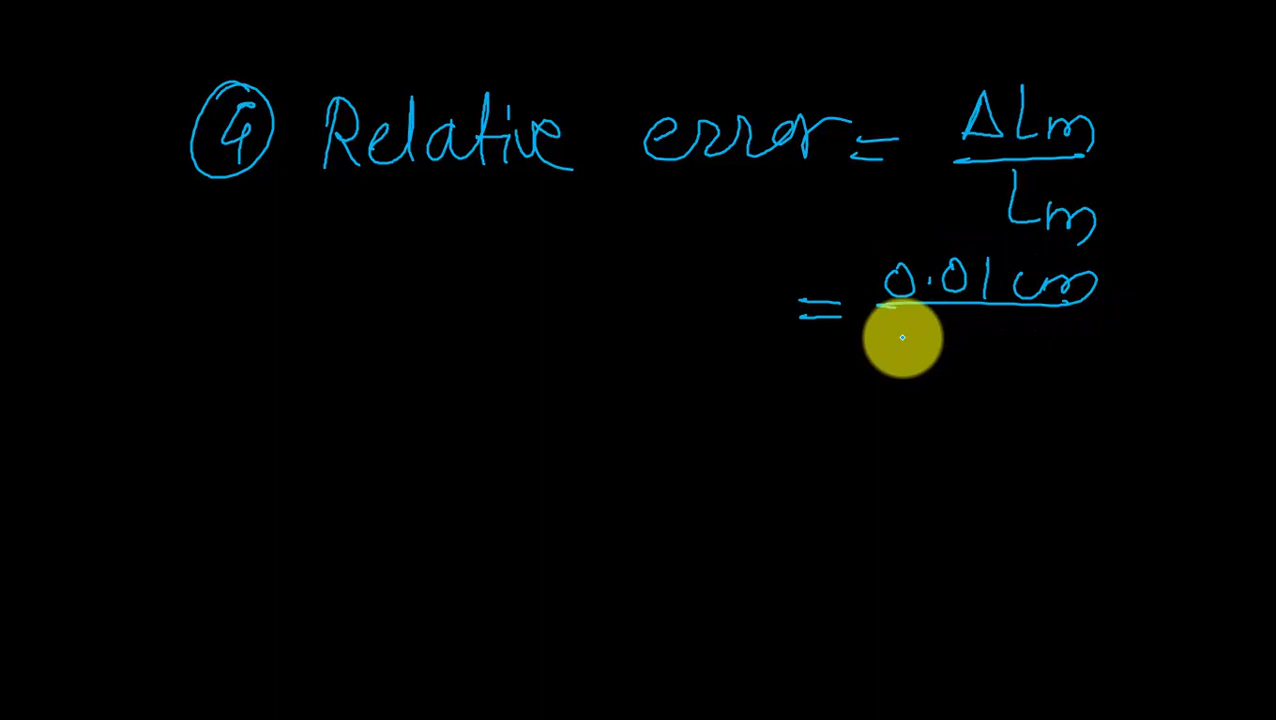 ④ Relative error = ΔLm / Lm
= 0.01 cm